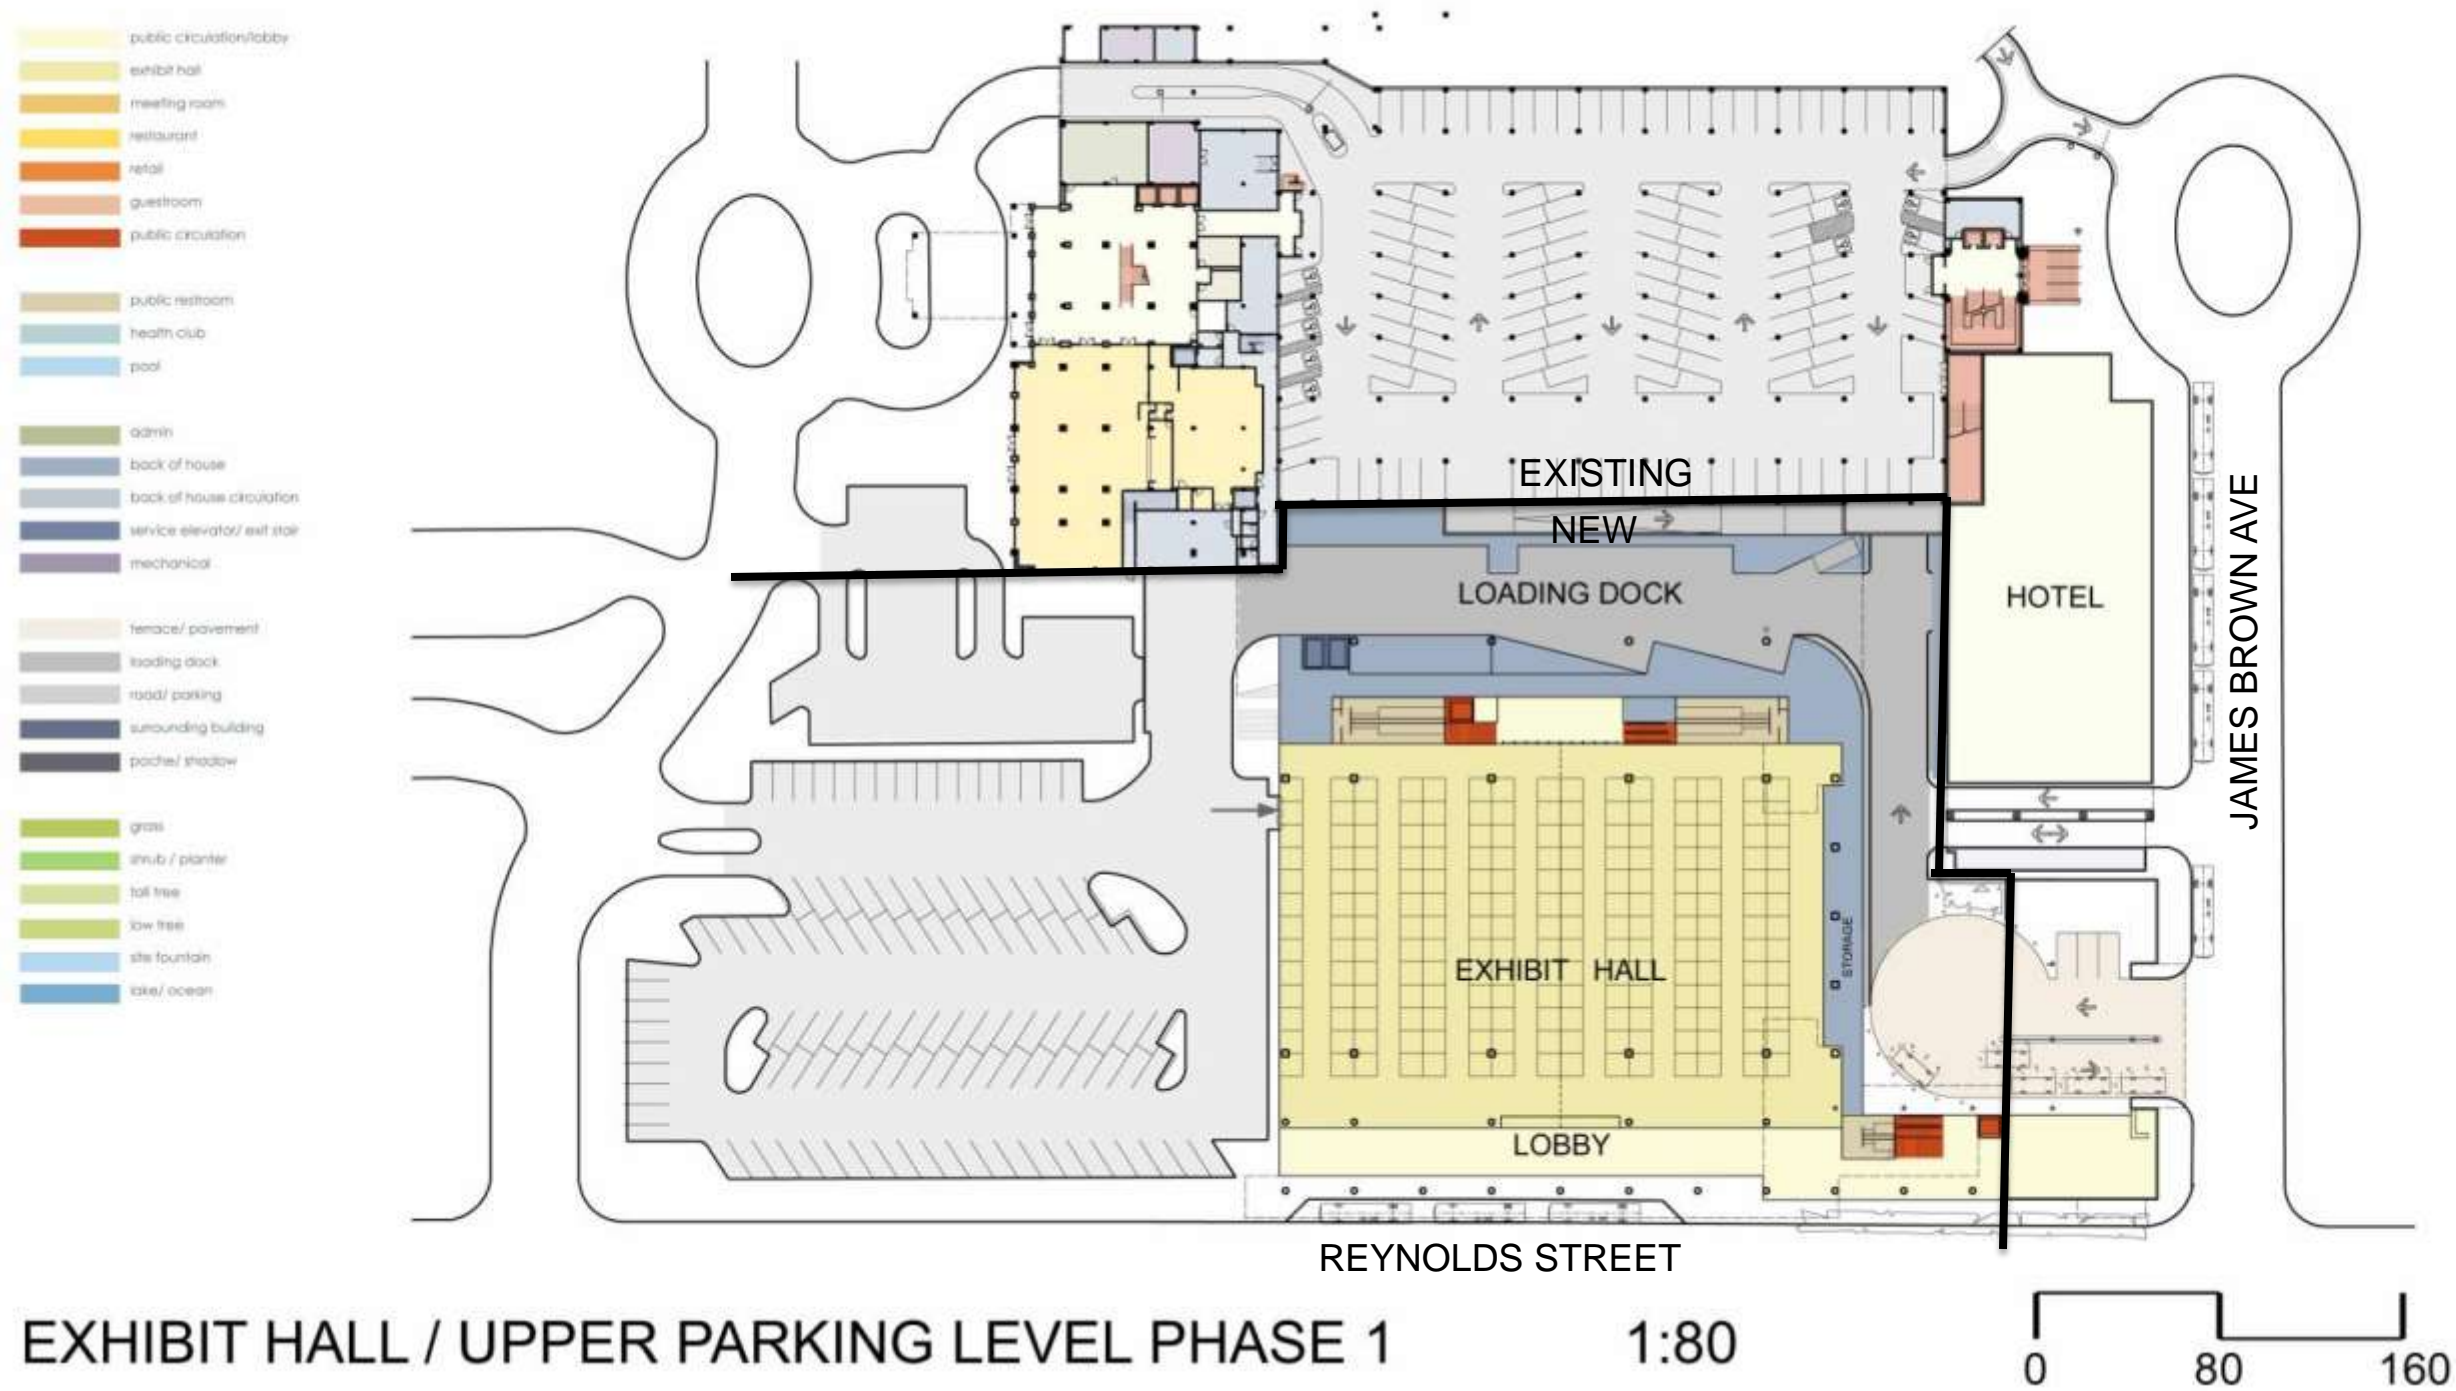 public circulation/lobby
exhibit hall
meeting room
restaurant
retail
guestroom
public circulation
public restroom
health club
pool
admin
back of house
back of house circulation
service elevator/ exit stair
mechanical
terrace/ pavement
loading dock
road/ parking
surrounding building
poche/ shadow
grass
shrub / planter
tall tree
low tree
site fountain
lake/ ocean
EXISTING
NEW
LOADING DOCK
HOTEL
JAMES BROWN AVE
STORAGE
EXHIBIT HALL
LOBBY
REYNOLDS STREET
EXHIBIT HALL / UPPER PARKING LEVEL PHASE 1
1:80
0 80 160